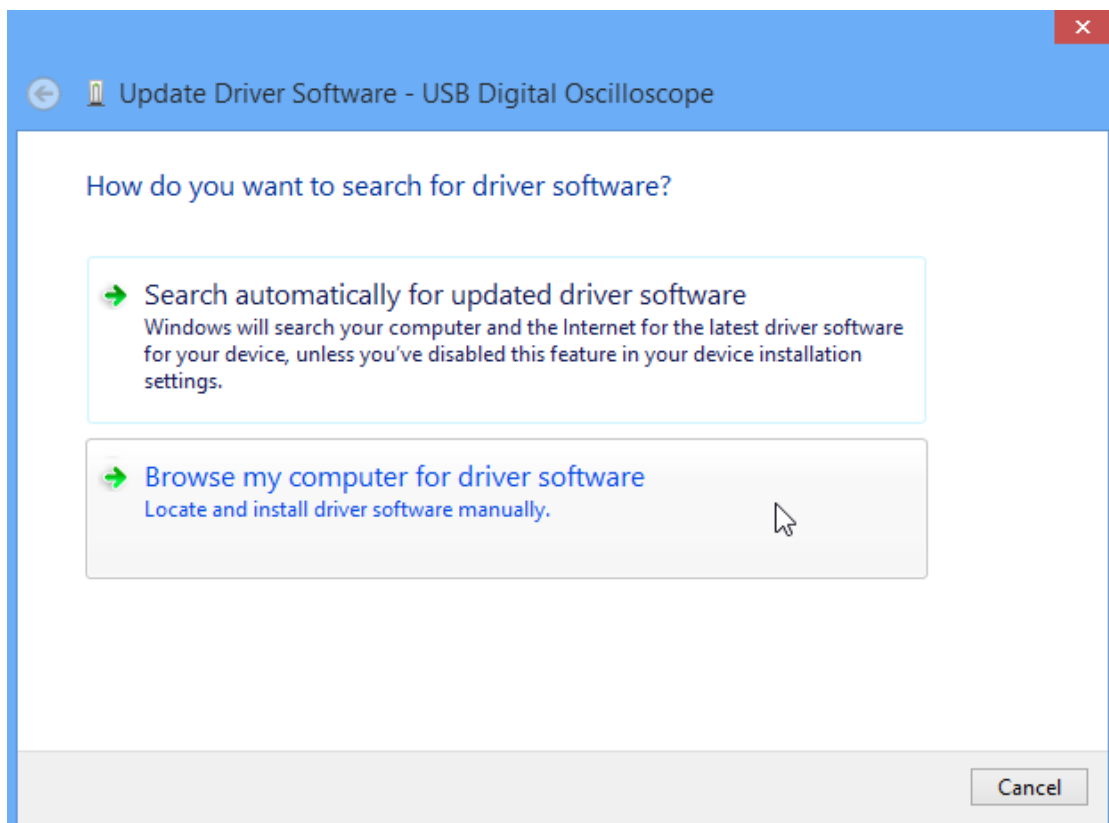 Update Driver Software - USB Digital Oscilloscope
How do you want to search for driver software?
Search automatically for updated driver software
Windows will search your computer and the Internet for the latest driver software
for your device, unless you've disabled this feature in your device installation
settings.
Browse my computer for driver software
Locate and install driver software manually.
Cancel